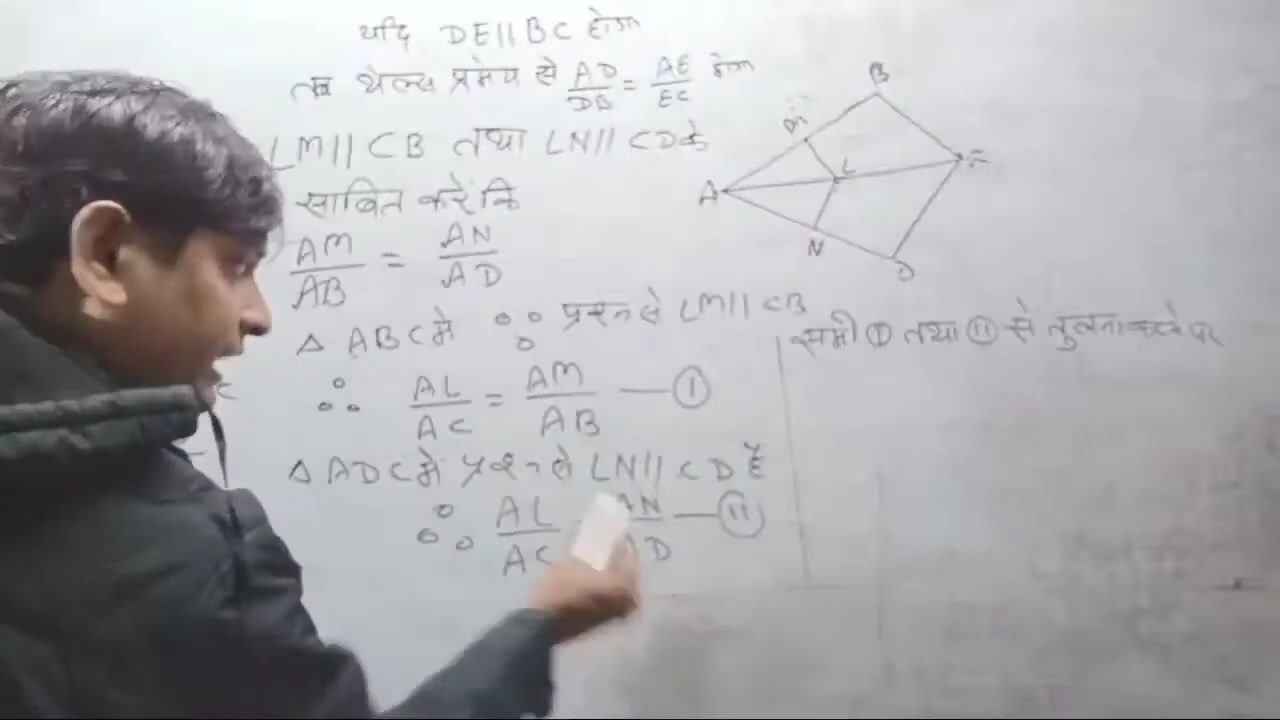 यदि DE||BC होगा
तब थेल्स प्रमेय से AD/DB = AE/EC होगा
LM|| CB तथा LN|| CD के
साबित करें कि
AM/AB = AN/AD
△ ABC में ∵ प्रश्न से LM|| CB
∴ AL/AC = AM/AB — I
△ ADC में प्रश्न से LN|| CD है
∴ AL/AC AN/D — II
समी I तथा II से तुलना करने पर
B
L
A
N
D